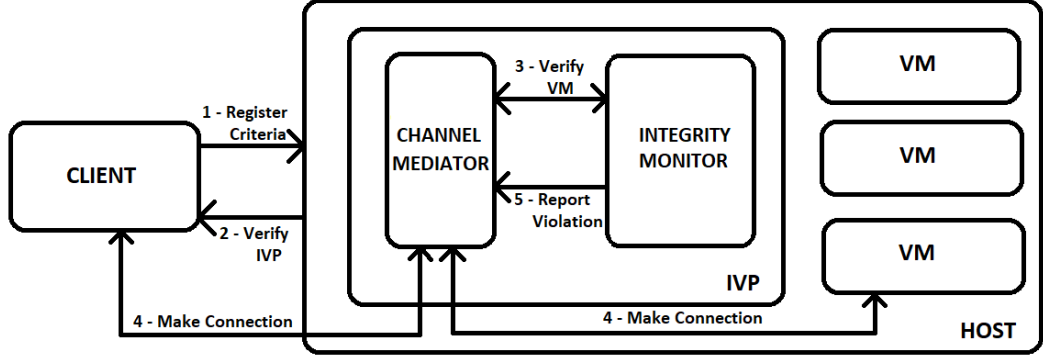 CLIENT
1 - Register
Criteria
2 - Verify
IVP
4 - Make Connection
CHANNEL
MEDIATOR
3 - Verify
VM
5 - Report
Violation
INTEGRITY
MONITOR
IVP
4 - Make Connection
VM
VM
VM
HOST